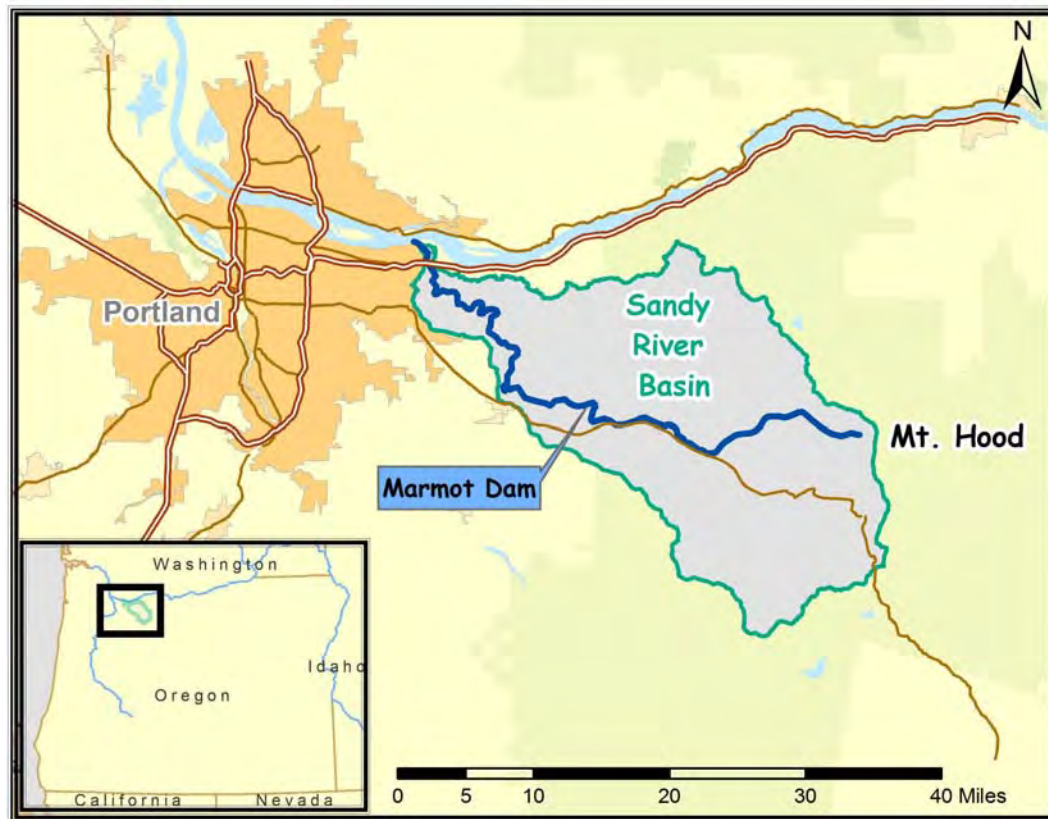 N
Portland
Sandy
River
Basin
Mt. Hood
Marmot Dam
Washington
Idaho
Oregon
California
Nevada
0 5 10 20 30 40 Miles